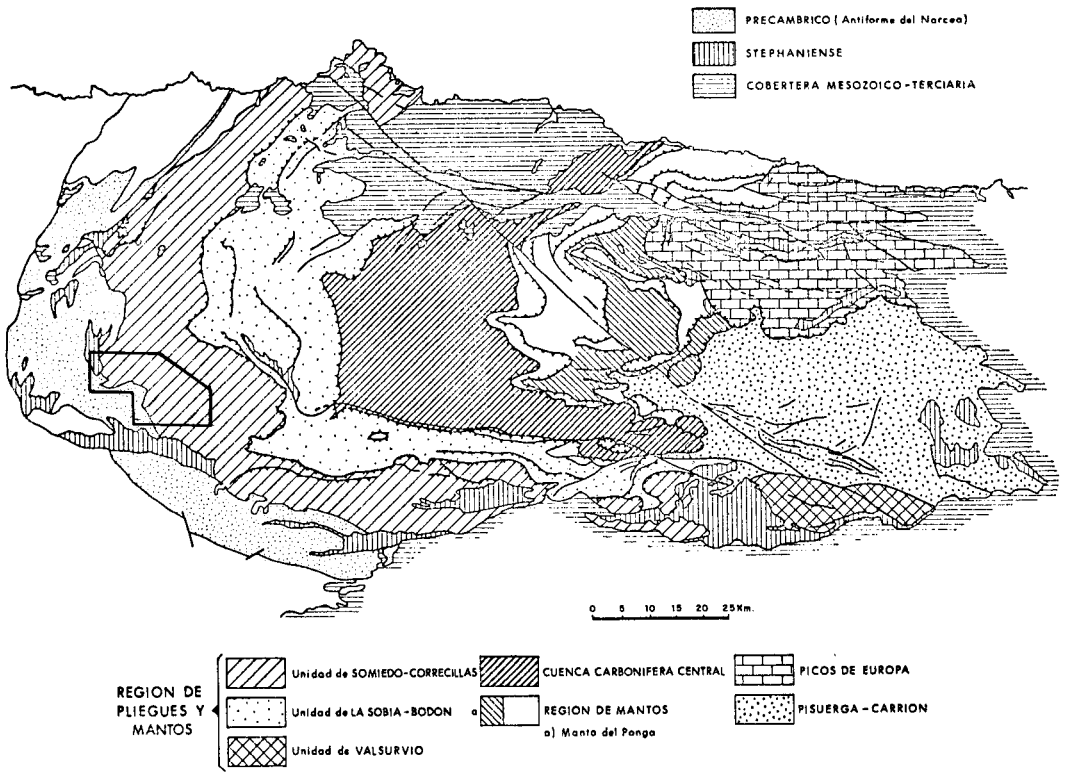 PRECAMBRICO ( Antiforme del Narcea)
STEPHANIENSE
COBERTERA MESOZOICO-TERCIARIA
0 5 10 15 20 25Km.
REGION DE
PLIEGUES Y
MANTOS
Unidad de SOMIEDO-CORRECILLAS
Unidad de LA SOBIA-BODON
Unidad de VALSURVIO
CUENCA CARBONIFERA CENTRAL
a
REGION DE MANTOS
a) Manto del Ponga
PICOS DE EUROPA
PISUERGA-CARRION